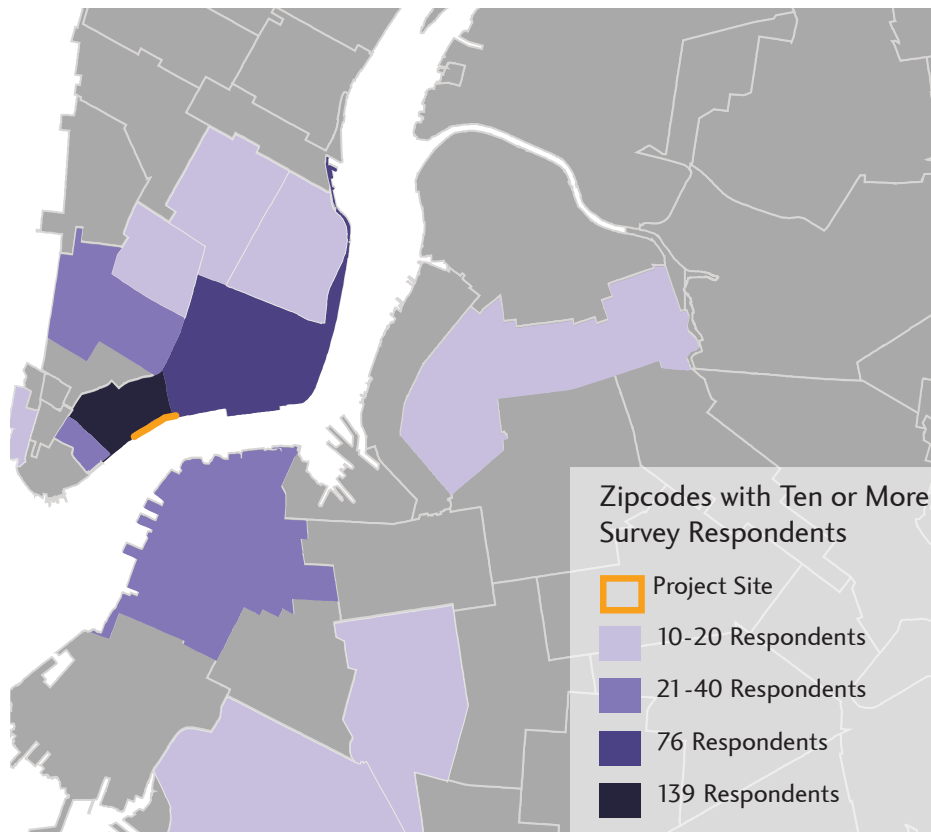 Zipcodes with Ten or More
Survey Respondents
Project Site
10-20 Respondents
21-40 Respondents
76 Respondents
139 Respondents